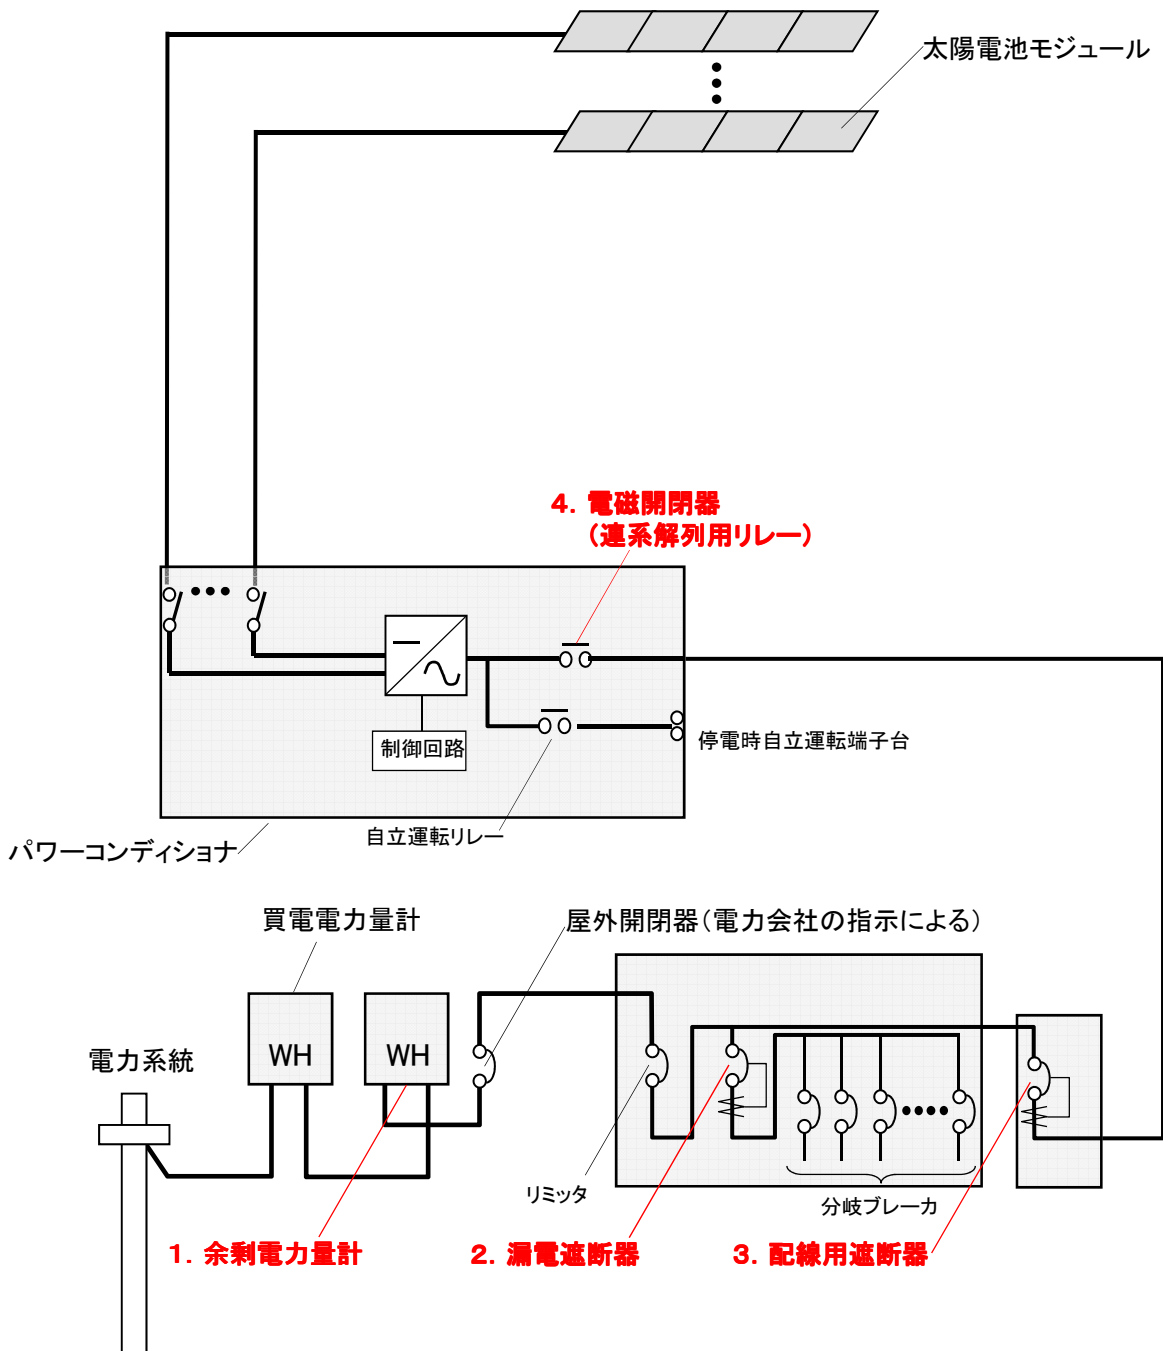 太陽電池モジュール
4. 電磁開閉器
（連系解列用リレー）
制御回路
停電時自立運転端子台
自立運転リレー
パワーコンディショナ
買電電力量計
屋外開閉器（電力会社の指示による）
WH
WH
電力系統
リミッタ
分岐ブレーカ
1. 余剰電力量計
2. 漏電遮断器
3. 配線用遮断器